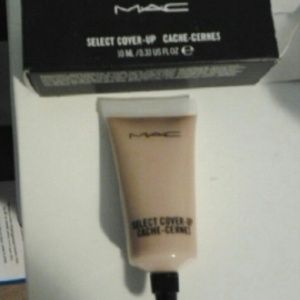 MAC
SELECT COVER-UP CACHE-CERNES
10 ML / 0.33 US FL OZ ℮
MAC
SELECT COVER-UP
CACHE-CERNES